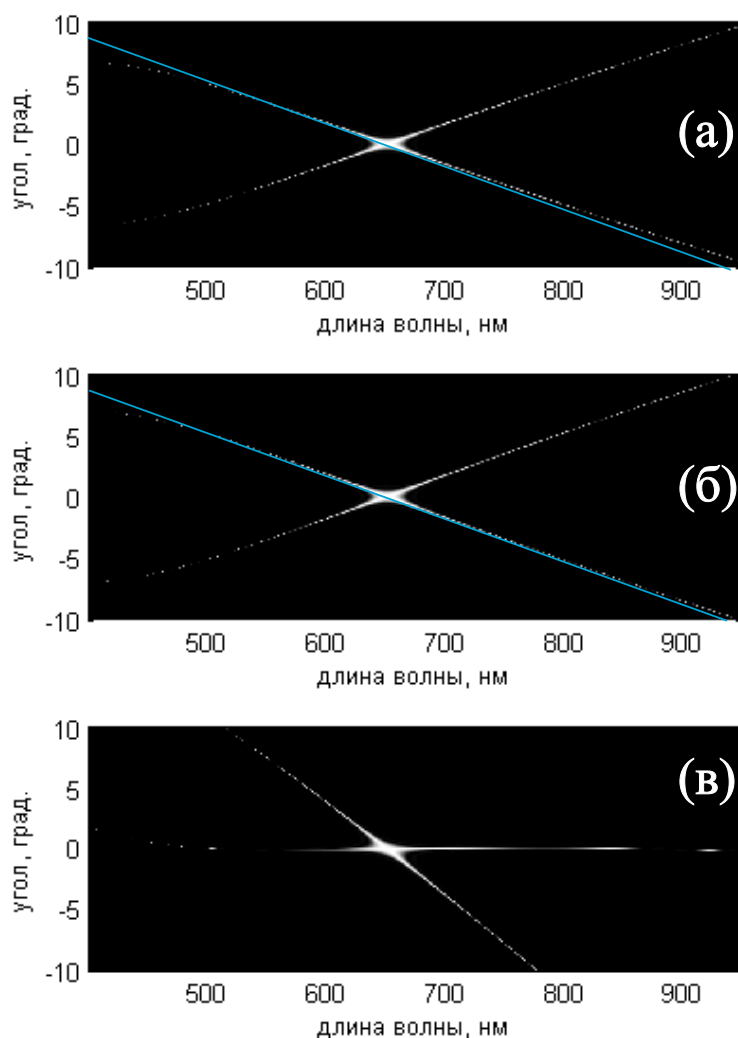 10
5
0
-5
-10
угол, град.
(а)
500 600 700 800 900
длина волны, нм
10
5
0
-5
-10
угол, град.
(б)
500 600 700 800 900
длина волны, нм
10
5
0
-5
-10
угол, град.
(в)
500 600 700 800 900
длина волны, нм